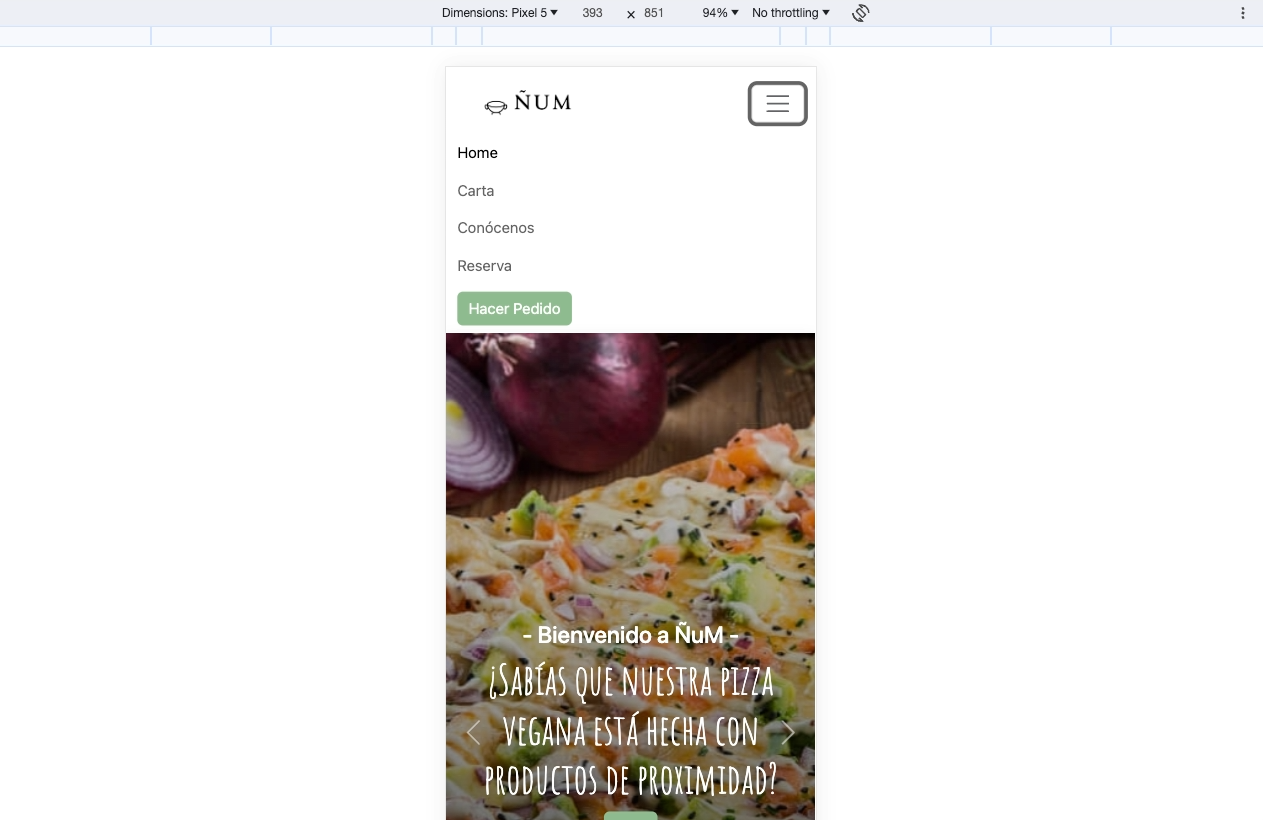 Dimensions: Pixel 5 393 × 851 94% No throttling
ÑUM
Home
Carta
Conócenos
Reserva
Hacer Pedido
- Bienvenido a ÑuM -
¿Sabías que nuestra pizza
vegana está hecha con
productos de proximidad?